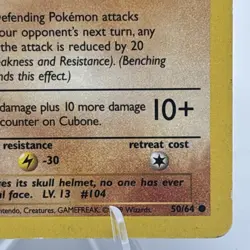 Defending Pokémon attacks
our opponent's next turn, any
the attack is reduced by 20
eakness and Resistance). (Benching
nds this effect.)
damage plus 10 more damage
counter on Cubone.
10+
resistance retreat cost
-30
es its skull helmet, no one has ever
al face. LV. 13 #104
ntendo, Creatures, GAMEFREAK. © Wizards. 50/64